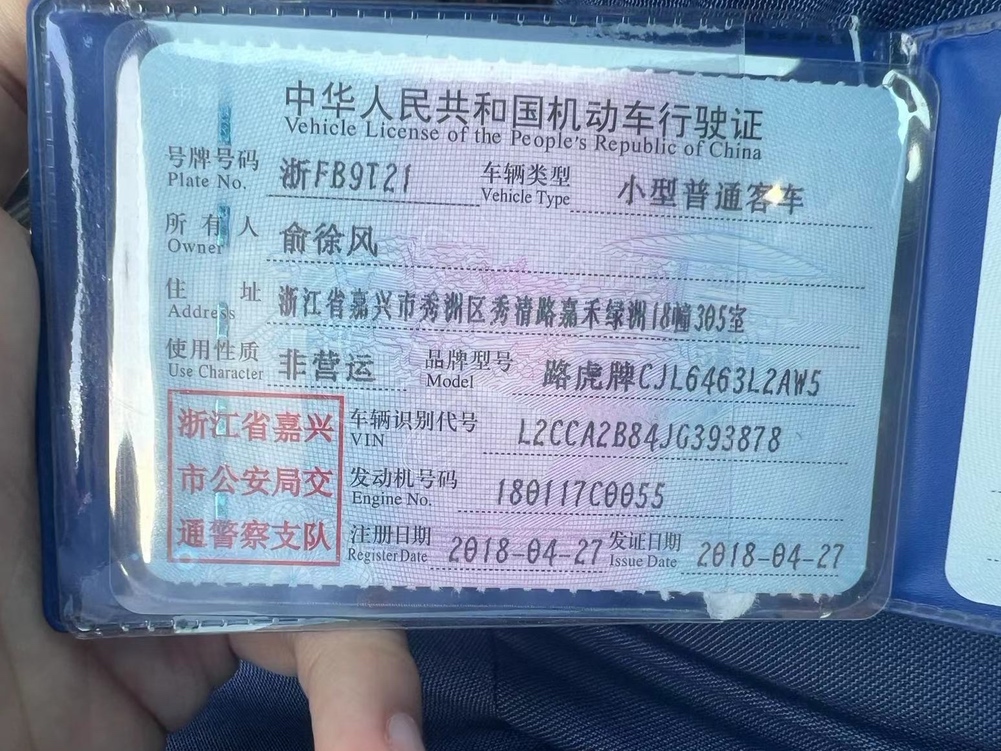 中华人民共和国机动车行驶证
Vehicle License of the People's Republic of China
号牌号码 浙FB9T21 车辆类型 小型普通客车
Plate No. Vehicle Type
所有人 俞徐风
Owner
住址 浙江省嘉兴市秀洲区秀清路嘉禾绿洲18幢305室
Address
使用性质 非营运 品牌型号 路虎牌CJL6463L2AW5
Use Character Model
浙江省嘉兴 车辆识别代号 L2CCA2B84JG393878
VIN
市公安局交 发动机号码 180117C0055
Engine No.
通警察支队 注册日期 2018-04-27 发证日期 2018-04-27
Register Date Issue Date